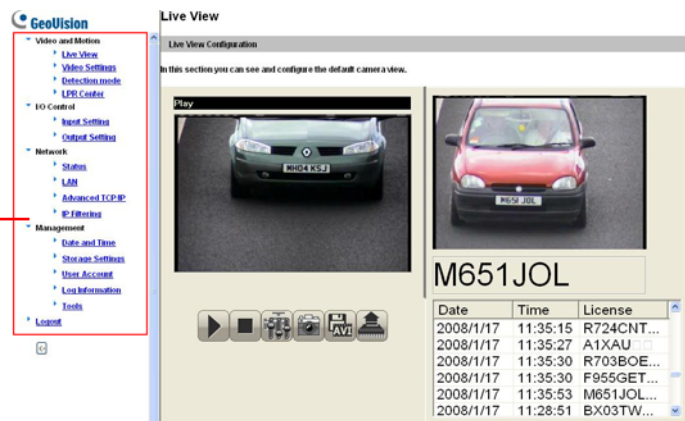 GeoVision
Video and Motion
Live View
Video Settings
Detection mode
LPR Center
I/O Control
Input Setting
Output Setting
Network
Status
LAN
Advanced TCP/IP
IP Filtering
Management
Date and Time
Storage Settings
User Account
Log Information
Tools
Logout
Live View
Live View Configuration
In this section you can see and configure the default camera view.
Play
MH04 KSJ
AVI
M651 JOL
M651JOL
Date Time License
2008/1/17 11:35:15 R724CNT...
2008/1/17 11:35:27 A1XAU
2008/1/17 11:35:30 R703BOE...
2008/1/17 11:35:30 F955GET...
2008/1/17 11:35:53 M651JOL...
2008/1/17 11:28:51 BX03TW...